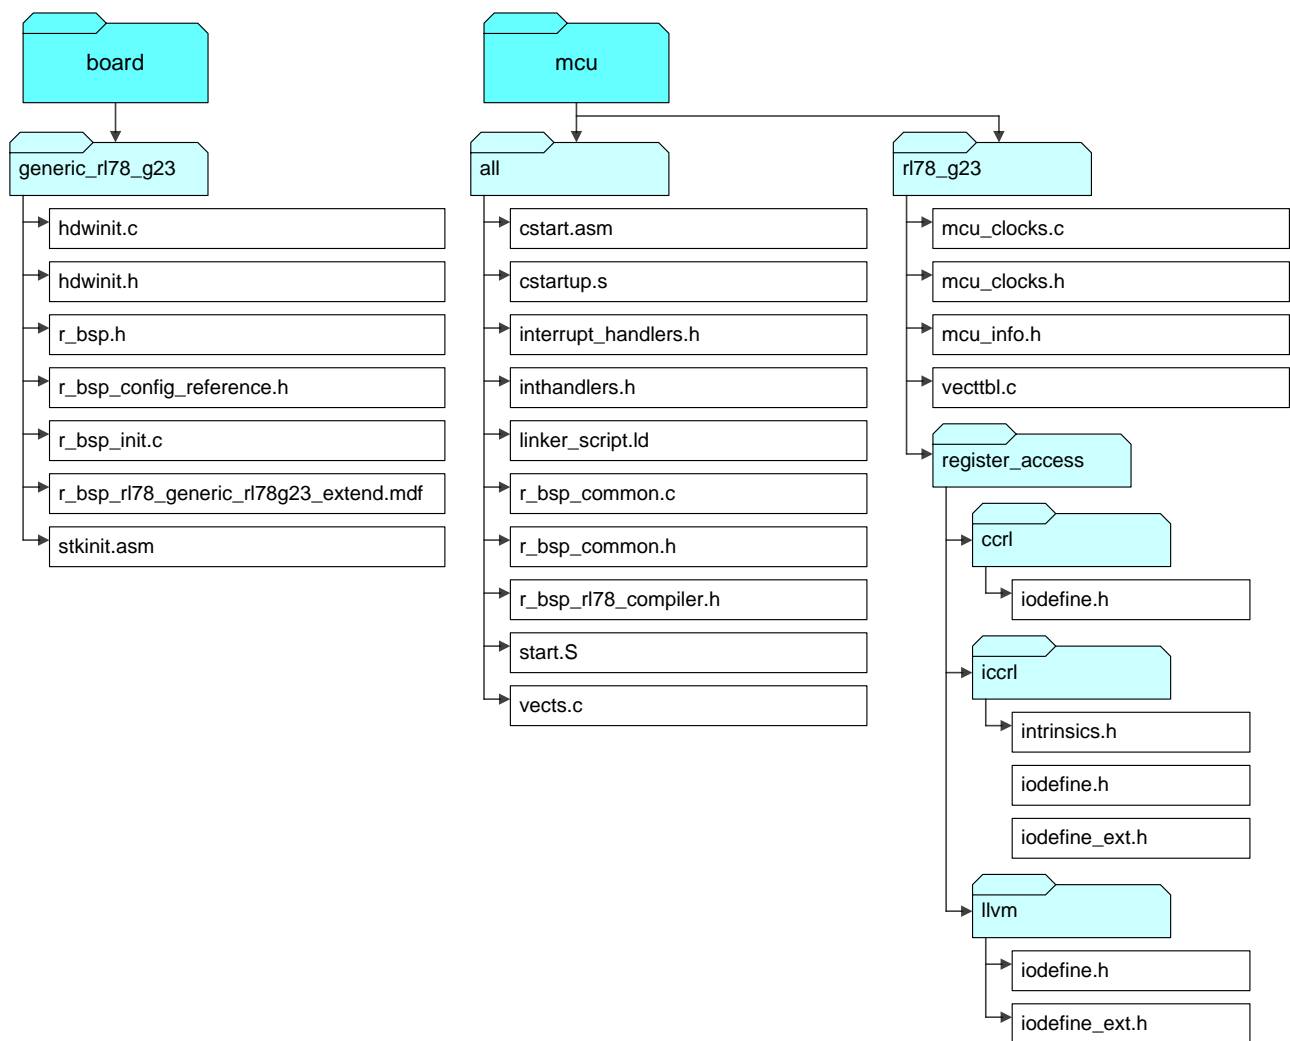 board
generic_rl78_g23
hdwinit.c
hdwinit.h
r_bsp.h
r_bsp_config_reference.h
r_bsp_init.c
r_bsp_rl78_generic_rl78g23_extend.mdf
stkinit.asm
mcu
all
cstart.asm
cstartup.s
interrupt_handlers.h
inthandlers.h
linker_script.ld
r_bsp_common.c
r_bsp_common.h
r_bsp_rl78_compiler.h
start.S
vects.c
rl78_g23
mcu_clocks.c
mcu_clocks.h
mcu_info.h
vecttbl.c
register_access
ccrl
iodefine.h
iccrl
intrinsics.h
iodefine.h
iodefine_ext.h
llvm
iodefine.h
iodefine_ext.h